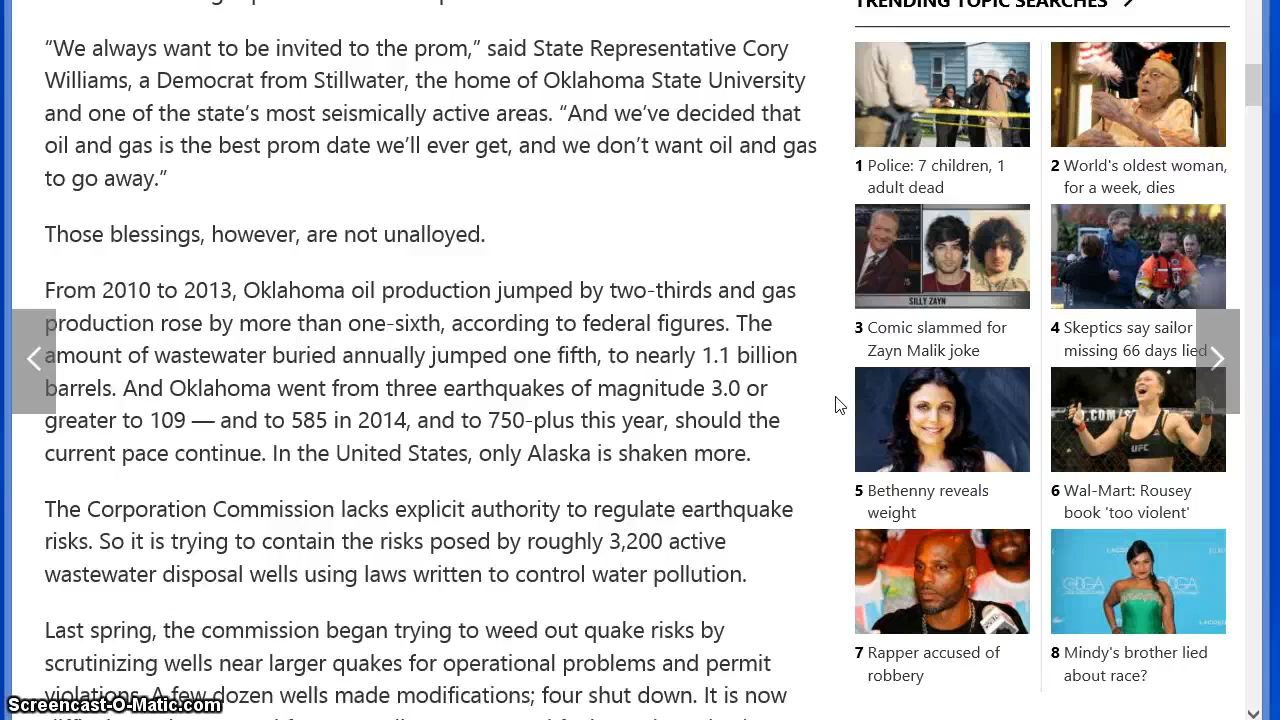 “We always want to be invited to the prom,” said State Representative Cory
Williams, a Democrat from Stillwater, the home of Oklahoma State University
and one of the state’s most seismically active areas. “And we’ve decided that
oil and gas is the best prom date we’ll ever get, and we don’t want oil and gas
to go away.”
Those blessings, however, are not unalloyed.
From 2010 to 2013, Oklahoma oil production jumped by two-thirds and gas
production rose by more than one-sixth, according to federal figures. The
amount of wastewater buried annually jumped one fifth, to nearly 1.1 billion
barrels. And Oklahoma went from three earthquakes of magnitude 3.0 or
greater to 109 — and to 585 in 2014, and to 750-plus this year, should the
current pace continue. In the United States, only Alaska is shaken more.
The Corporation Commission lacks explicit authority to regulate earthquake
risks. So it is trying to contain the risks posed by roughly 3,200 active
wastewater disposal wells using laws written to control water pollution.
Last spring, the commission began trying to weed out quake risks by
scrutinizing wells near larger quakes for operational problems and permit
violations. A few dozen wells made modifications; four shut down. It is now
TRENDING TOPIC SEARCHES
1 Police: 7 children, 1
adult dead
2 World's oldest woman,
for a week, dies
SILLY ZAYN
3 Comic slammed for
Zayn Malik joke
4 Skeptics say sailor
missing 66 days lied
.COM/S
UFC
5 Bethenny reveals
weight
6 Wal-Mart: Rousey
book 'too violent'
7 Rapper accused of
robbery
8 Mindy's brother lied
about race?
Screencast-O-Matic.com